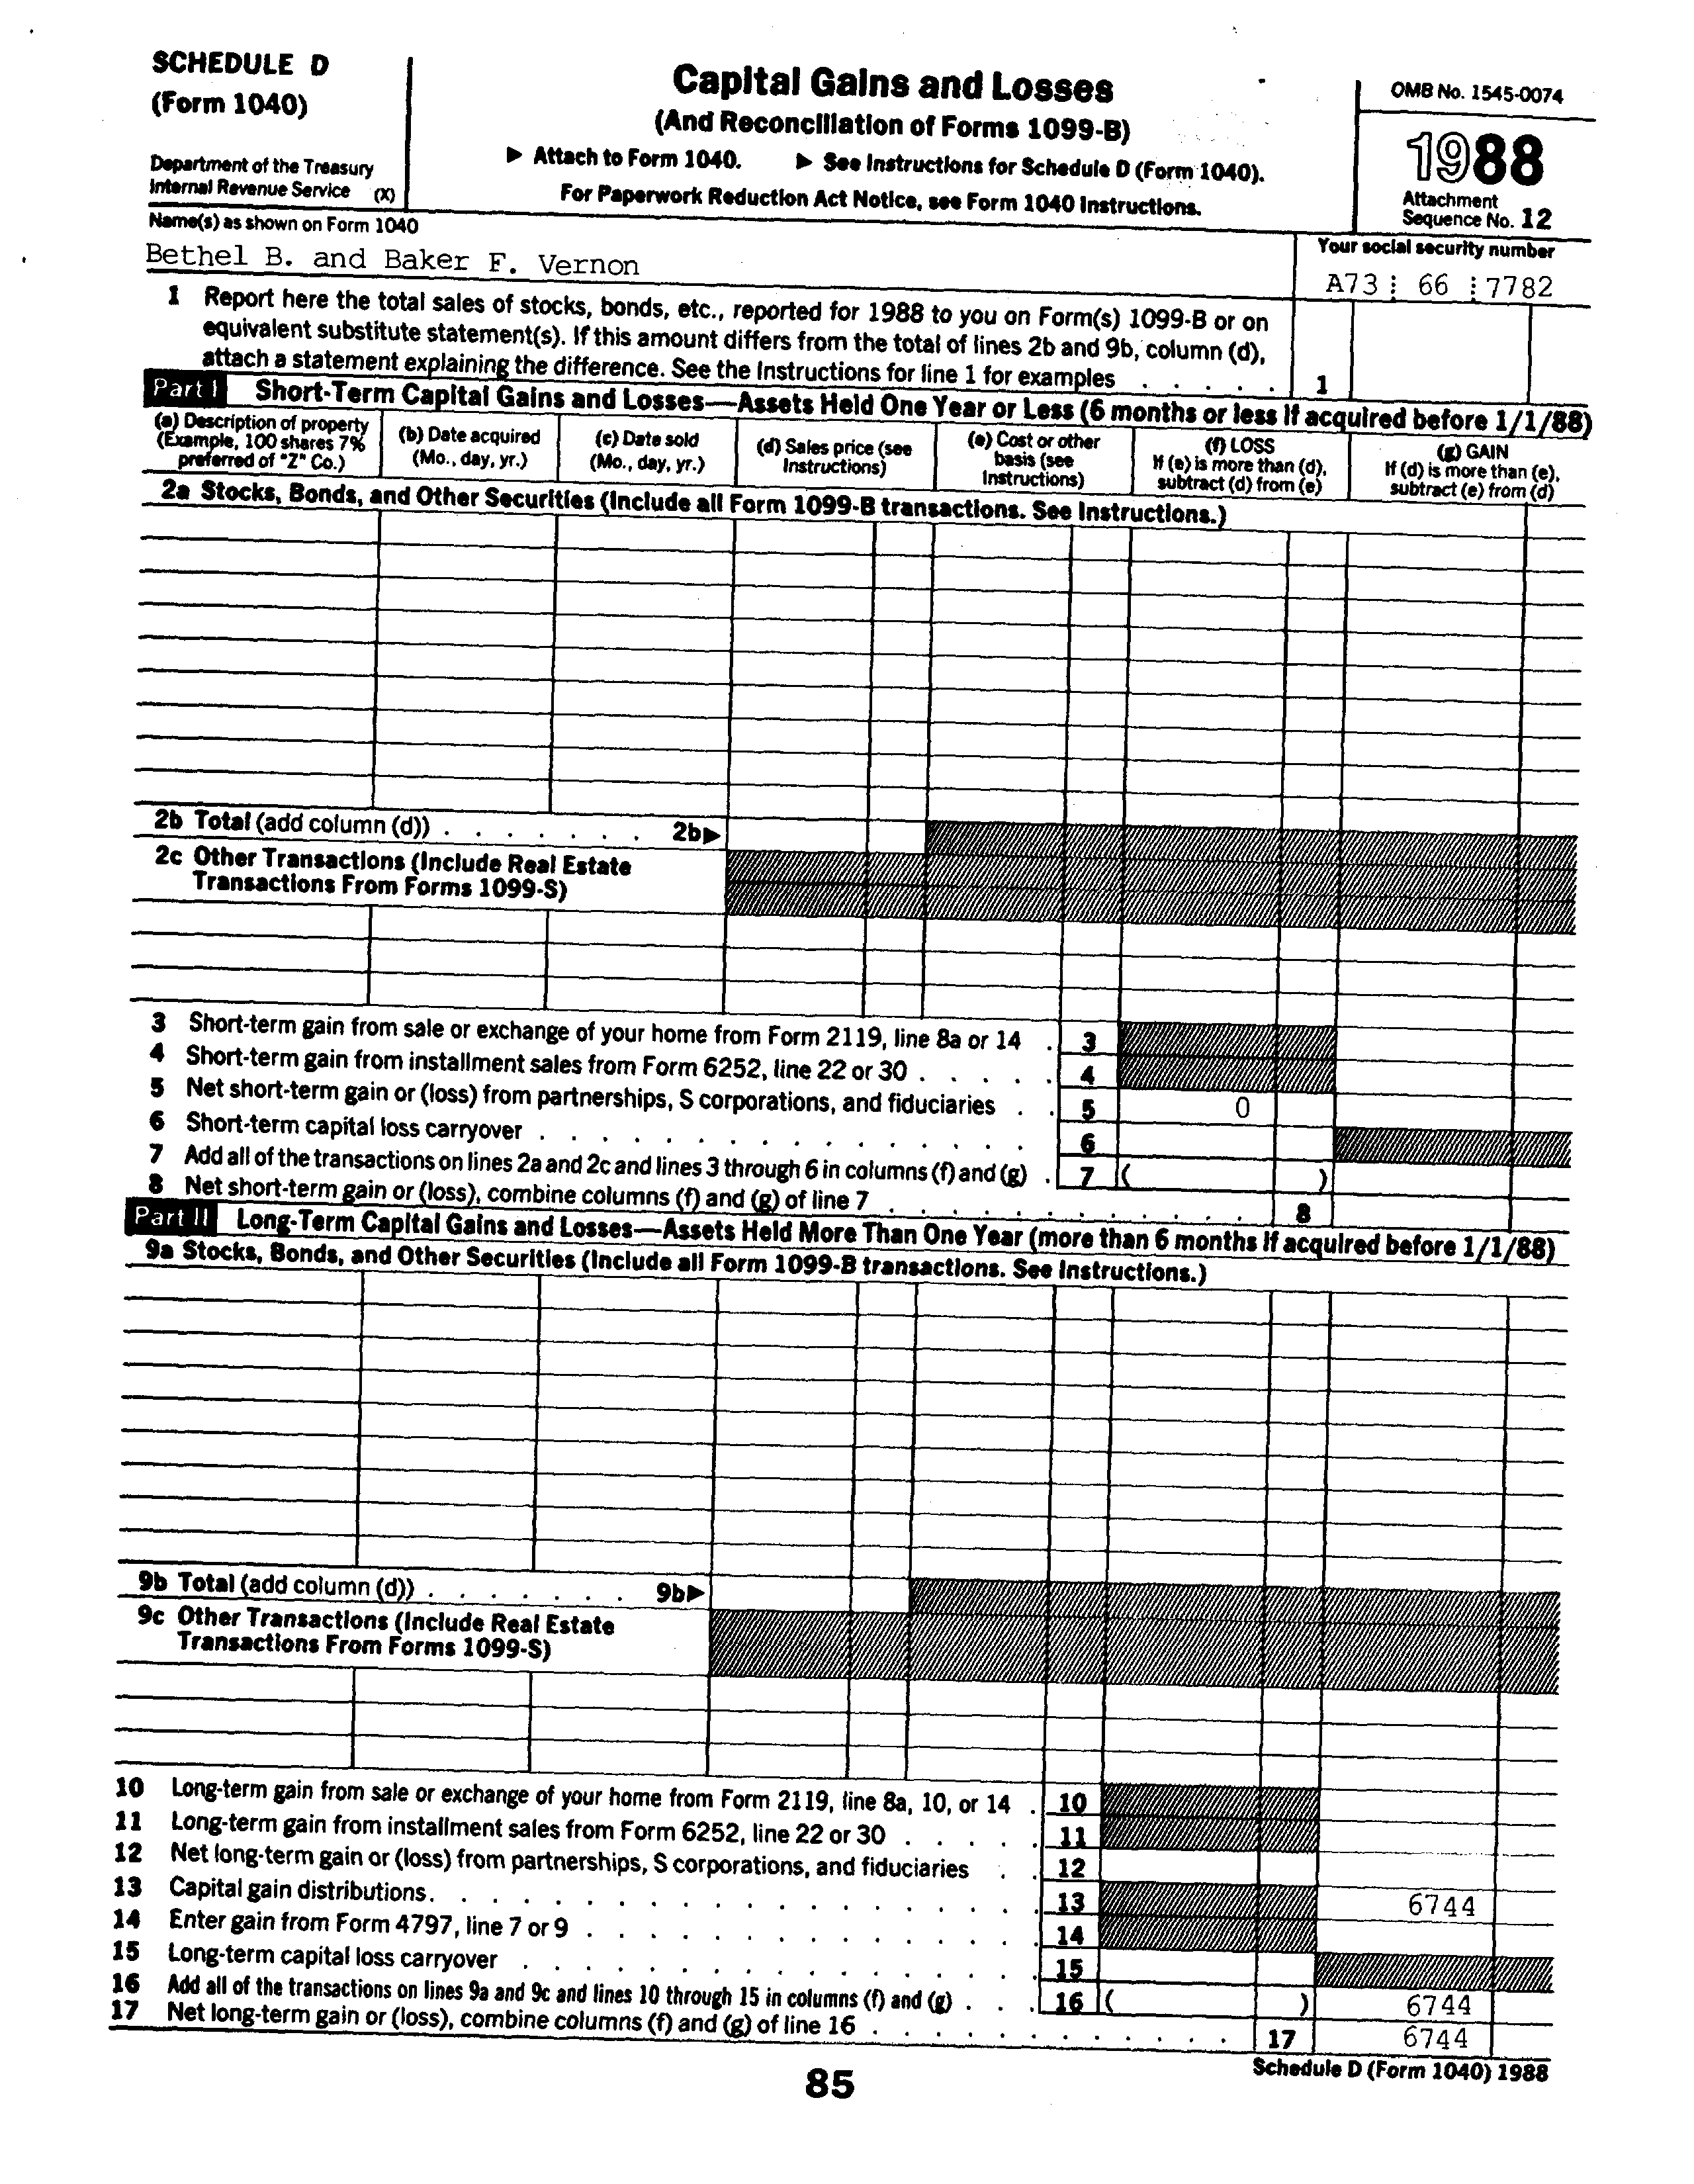 SCHEDULE D
(Form 1040)
Department of the Treasury
Internal Revenue Service (X)
Capital Gains and Losses
(And Reconciliation of Forms 1099-B)
▶ Attach to Form 1040. ▶ See Instructions for Schedule D (Form 1040).
For Paperwork Reduction Act Notice, see Form 1040 Instructions.
OMB No. 1545-0074
1988
Attachment
Sequence No. 12
Name(s) as shown on Form 1040
Bethel B. and Baker F. Vernon
Your social security number
A73 66 7782
1 Report here the total sales of stocks, bonds, etc., reported for 1988 to you on Form(s) 1099-B or on
equivalent substitute statement(s). If this amount differs from the total of lines 2b and 9b, column (d),
attach a statement explaining the difference. See the Instructions for line 1 for examples . . . . . 1
Part I Short-Term Capital Gains and Losses—Assets Held One Year or Less (6 months or less if acquired before 1/1/88)
(a) Description of property
(Example, 100 shares 7%
preferred of "Z" Co.)
(b) Date acquired
(Mo., day, yr.)
(c) Date sold
(Mo., day, yr.)
(d) Sales price (see
Instructions)
(e) Cost or other
basis (see
Instructions)
(f) LOSS
If (e) is more than (d),
subtract (d) from (e)
(g) GAIN
If (d) is more than (e),
subtract (e) from (d)
2a Stocks, Bonds, and Other Securities (Include all Form 1099-B transactions. See Instructions.)
2b Total (add column (d)) . . . . . . . 2b▶
2c Other Transactions (Include Real Estate
Transactions From Forms 1099-S)
3 Short-term gain from sale or exchange of your home from Form 2119, line 8a or 14 . 3
4 Short-term gain from installment sales from Form 6252, line 22 or 30 . . . . . 4
5 Net short-term gain or (loss) from partnerships, S corporations, and fiduciaries . . 5 0
6 Short-term capital loss carryover . . . . . . . . . . . . . . . . 6
7 Add all of the transactions on lines 2a and 2c and lines 3 through 6 in columns (f) and (g) . 7 ( )
8 Net short-term gain or (loss), combine columns (f) and (g) of line 7 . . . . . . . . . . . . 8
Part II Long-Term Capital Gains and Losses—Assets Held More Than One Year (more than 6 months if acquired before 1/1/88)
9a Stocks, Bonds, and Other Securities (Include all Form 1099-B transactions. See Instructions.)
9b Total (add column (d)) . . . . . . . 9b▶
9c Other Transactions (Include Real Estate
Transactions From Forms 1099-S)
10 Long-term gain from sale or exchange of your home from Form 2119, line 8a, 10, or 14 . 10
11 Long-term gain from installment sales from Form 6252, line 22 or 30 . . . . . 11
12 Net long-term gain or (loss) from partnerships, S corporations, and fiduciaries . . 12
13 Capital gain distributions . . . . . . . . . . . . . . . . . . . 13 6744
14 Enter gain from Form 4797, line 7 or 9 . . . . . . . . . . . . . . 14
15 Long-term capital loss carryover . . . . . . . . . . . . . . . . 15
16 Add all of the transactions on lines 9a and 9c and lines 10 through 15 in columns (f) and (g) . . . 16 ( ) 6744
17 Net long-term gain or (loss), combine columns (f) and (g) of line 16 . . . . . . . . . . . . 17 6744
Schedule D (Form 1040) 1988
85